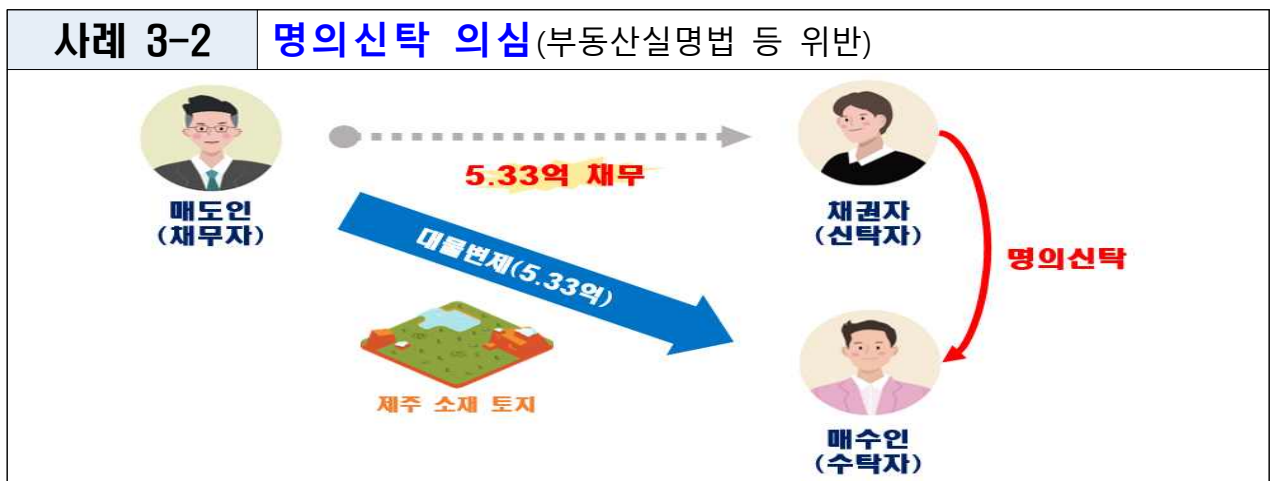 사례 3-2
명의신탁 의심(부동산실명법 등 위반)
5.33억 채무
매도인
(채무자)
채권자
(신탁자)
대물변제(5.33억)
명의신탁
제주 소재 토지
매수인
(수탁자)